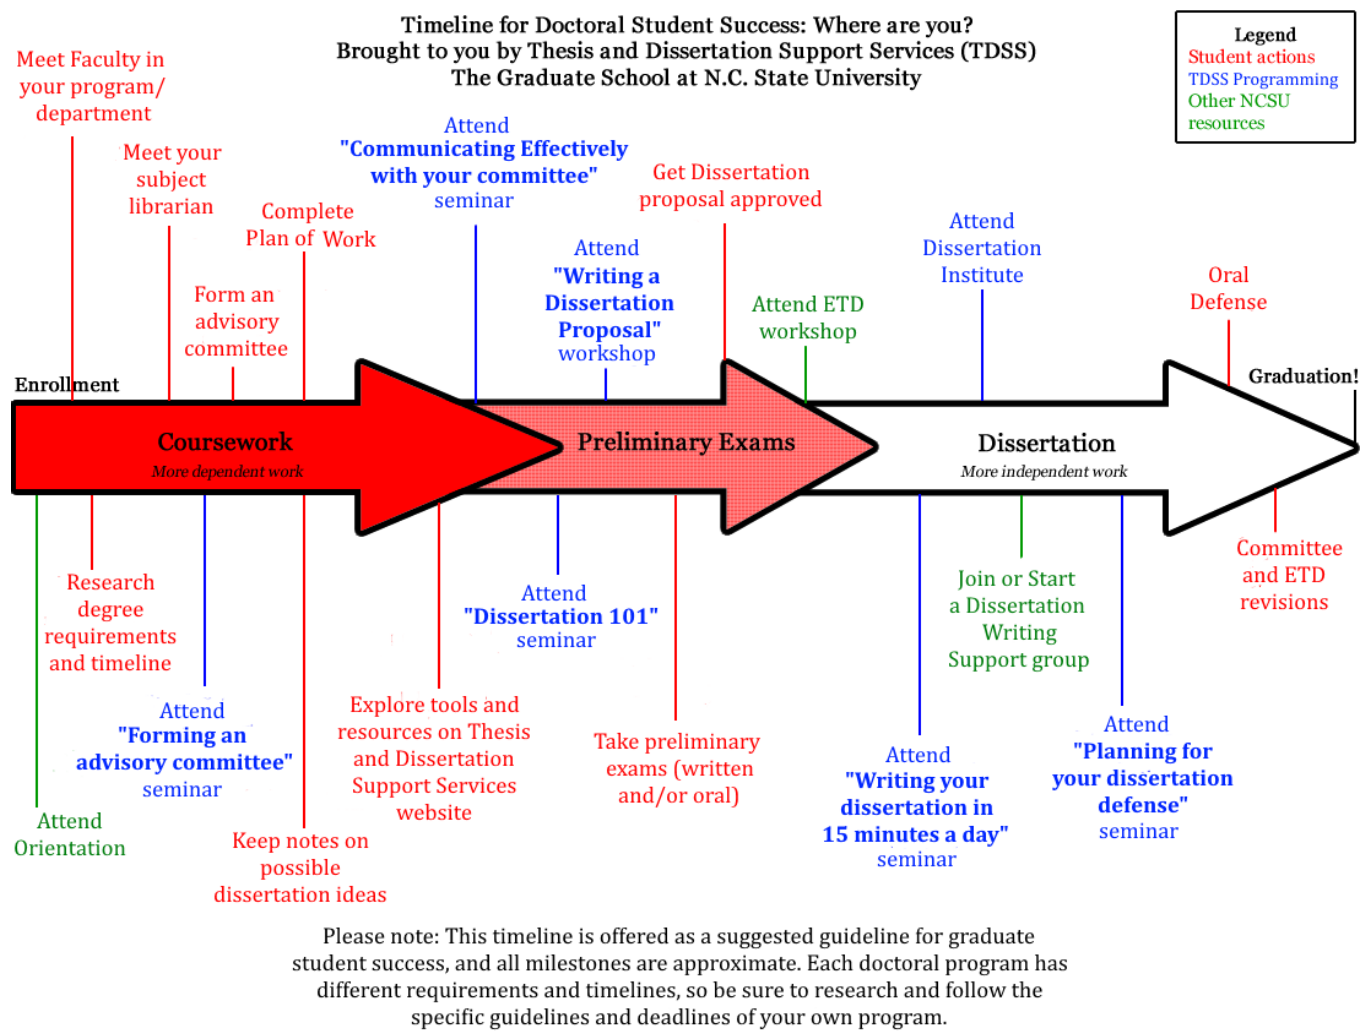 Timeline for Doctoral Student Success: Where are you?
Brought to you by Thesis and Dissertation Support Services (TDSS)
The Graduate School at N.C. State University
Legend
Student actions
TDSS Programming
Other NCSU
resources
Meet Faculty in
your program/
department
Meet your
subject
librarian
Form an
advisory
committee
Complete
Plan of Work
Attend
"Communicating Effectively
with your committee"
seminar
Attend
"Writing a
Dissertation
Proposal"
workshop
Get Dissertation
proposal approved
Attend ETD
workshop
Attend
Dissertation
Institute
Oral
Defense
Enrollment
Graduation!
Coursework
More dependent work
Preliminary Exams
Dissertation
More independent work
Attend
Orientation
Research
degree
requirements
and timeline
Attend
"Forming an
advisory committee"
seminar
Keep notes on
possible
dissertation ideas
Explore tools and
resources on Thesis
and Dissertation
Support Services
website
Attend
"Dissertation 101"
seminar
Take preliminary
exams (written
and/or oral)
Attend
"Writing your
dissertation in
15 minutes a day"
seminar
Join or Start
a Dissertation
Writing
Support group
Attend
"Planning for
your dissertation
defense"
seminar
Committee
and ETD
revisions
Please note: This timeline is offered as a suggested guideline for graduate
student success, and all milestones are approximate. Each doctoral program has
different requirements and timelines, so be sure to research and follow the
specific guidelines and deadlines of your own program.